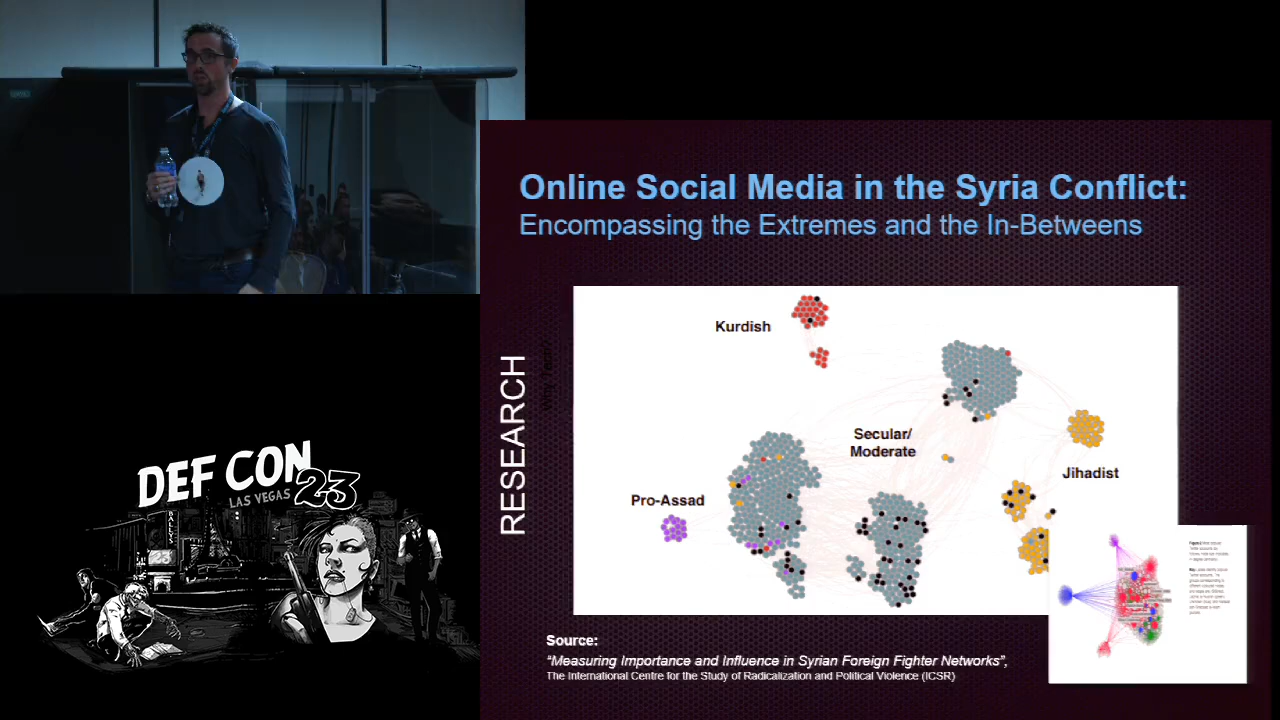 Online Social Media in the Syria Conflict:
Encompassing the Extremes and the In-Betweens
RESEARCH
Kurdish
Secular/
Moderate
Jihadist
Pro-Assad
DEF CON
LAS VEGAS 23
BALLY'S
Source:
“Measuring Importance and Influence in Syrian Foreign Fighter Networks”,
The International Centre for the Study of Radicalization and Political Violence (ICSR)